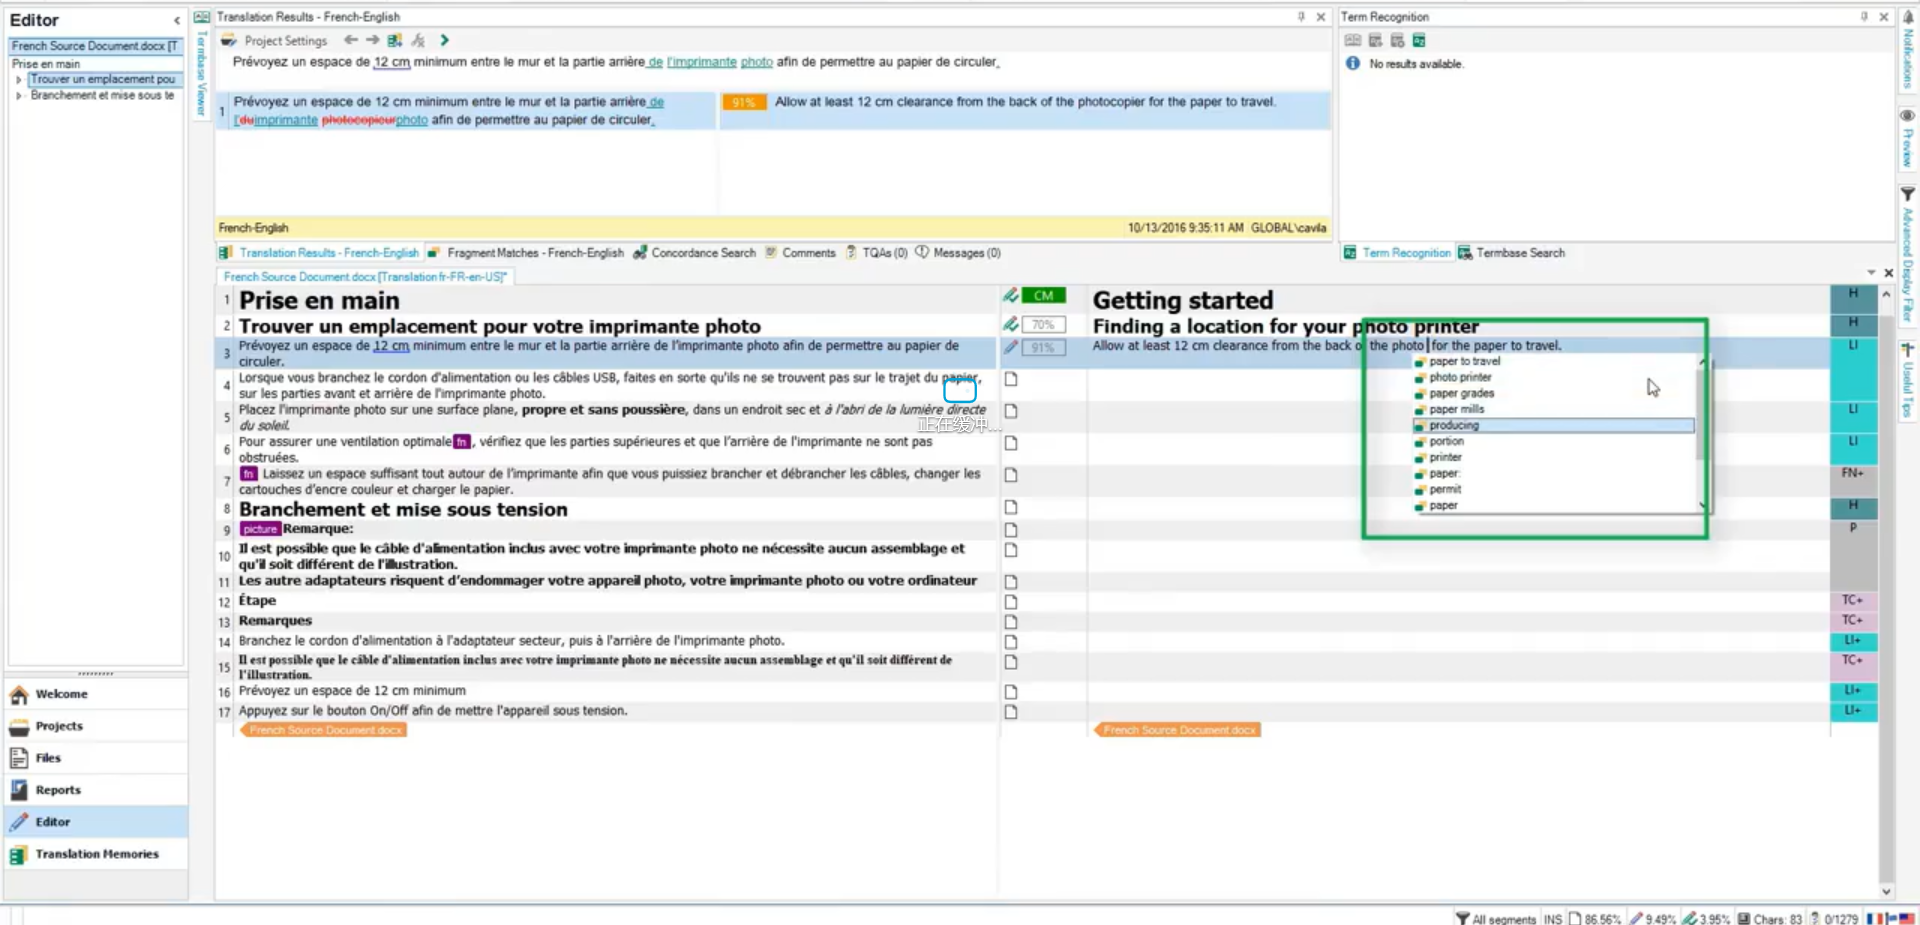 Editor
French Source Document.docx [T
Prise en main
Trouver un emplacement pou
Branchement et mise sous te
Welcome
Projects
Files
Reports
Editor
Translation Memories
Termbase Viewer
Translation Results - French-English
Project Settings
Prévoyez un espace de 12 cm minimum entre le mur et la partie arrière de l'imprimante photo afin de permettre au papier de circuler.
1
Prévoyez un espace de 12 cm minimum entre le mur et la partie arrière de
l'duimprimante photocopieurphoto afin de permettre au papier de circuler.
91%
Allow at least 12 cm clearance from the back of the photocopier for the paper to travel.
French-English
10/13/2016 9:35:11 AM GLOBAL\cavila
Translation Results - French-English
Fragment Matches - French-English
Concordance Search
Comments
TQAs (0)
Messages (0)
Term Recognition
No results available.
Term Recognition
Termbase Search
Notifications
Preview
Advanced Display Filter
Useful Tips
French Source Document.docx [Translation fr-FR-en-US]*
1 Prise en main CM Getting started H
2 Trouver un emplacement pour votre imprimante photo 70% Finding a location for your photo printer H
3 Prévoyez un espace de 12 cm minimum entre le mur et la partie arrière de l'imprimante photo afin de permettre au papier de
circuler.
91%
Allow at least 12 cm clearance from the back of the photo for the paper to travel.
LI
paper to travel
photo printer
paper grades
paper mills
producing
portion
printer
paper:
permit
paper
4 Lorsque vous branchez le cordon d'alimentation ou les câbles USB, faites en sorte qu'ils ne se trouvent pas sur le trajet du papier,
sur les parties avant et arrière de l'imprimante photo.
5 Placez l'imprimante photo sur une surface plane, propre et sans poussière, dans un endroit sec et à l'abri de la lumière directe
du soleil.
LI
正在缓冲...
6 Pour assurer une ventilation optimale fn , vérifiez que les parties supérieures et que l'arrière de l'imprimante ne sont pas
obstruées.
LI
7 fn Laissez un espace suffisant tout autour de l'imprimante afin que vous puissiez brancher et débrancher les câbles, changer les
cartouches d'encre couleur et charger le papier.
FN+
8 Branchement et mise sous tension H
9 picture Remarque: P
10 Il est possible que le câble d'alimentation inclus avec votre imprimante photo ne nécessite aucun assemblage et
qu'il soit différent de l'illustration.
11 Les autre adaptateurs risquent d'endommager votre appareil photo, votre imprimante photo ou votre ordinateur
12 Étape TC+
13 Remarques TC+
14 Branchez le cordon d'alimentation à l'adaptateur secteur, puis à l'arrière de l'imprimante photo. LI+
15 Il est possible que le câble d'alimentation inclus avec votre imprimante photo ne nécessite aucun assemblage et qu'il soit différent de
l'illustration.
TC+
16 Prévoyez un espace de 12 cm minimum LI+
17 Appuyez sur le bouton On/Off afin de mettre l'appareil sous tension. LI+
French Source Document.docx
French Source Document.docx
All segments INS 86.56% 9.49% 3.95% Chars: 83 0/1279